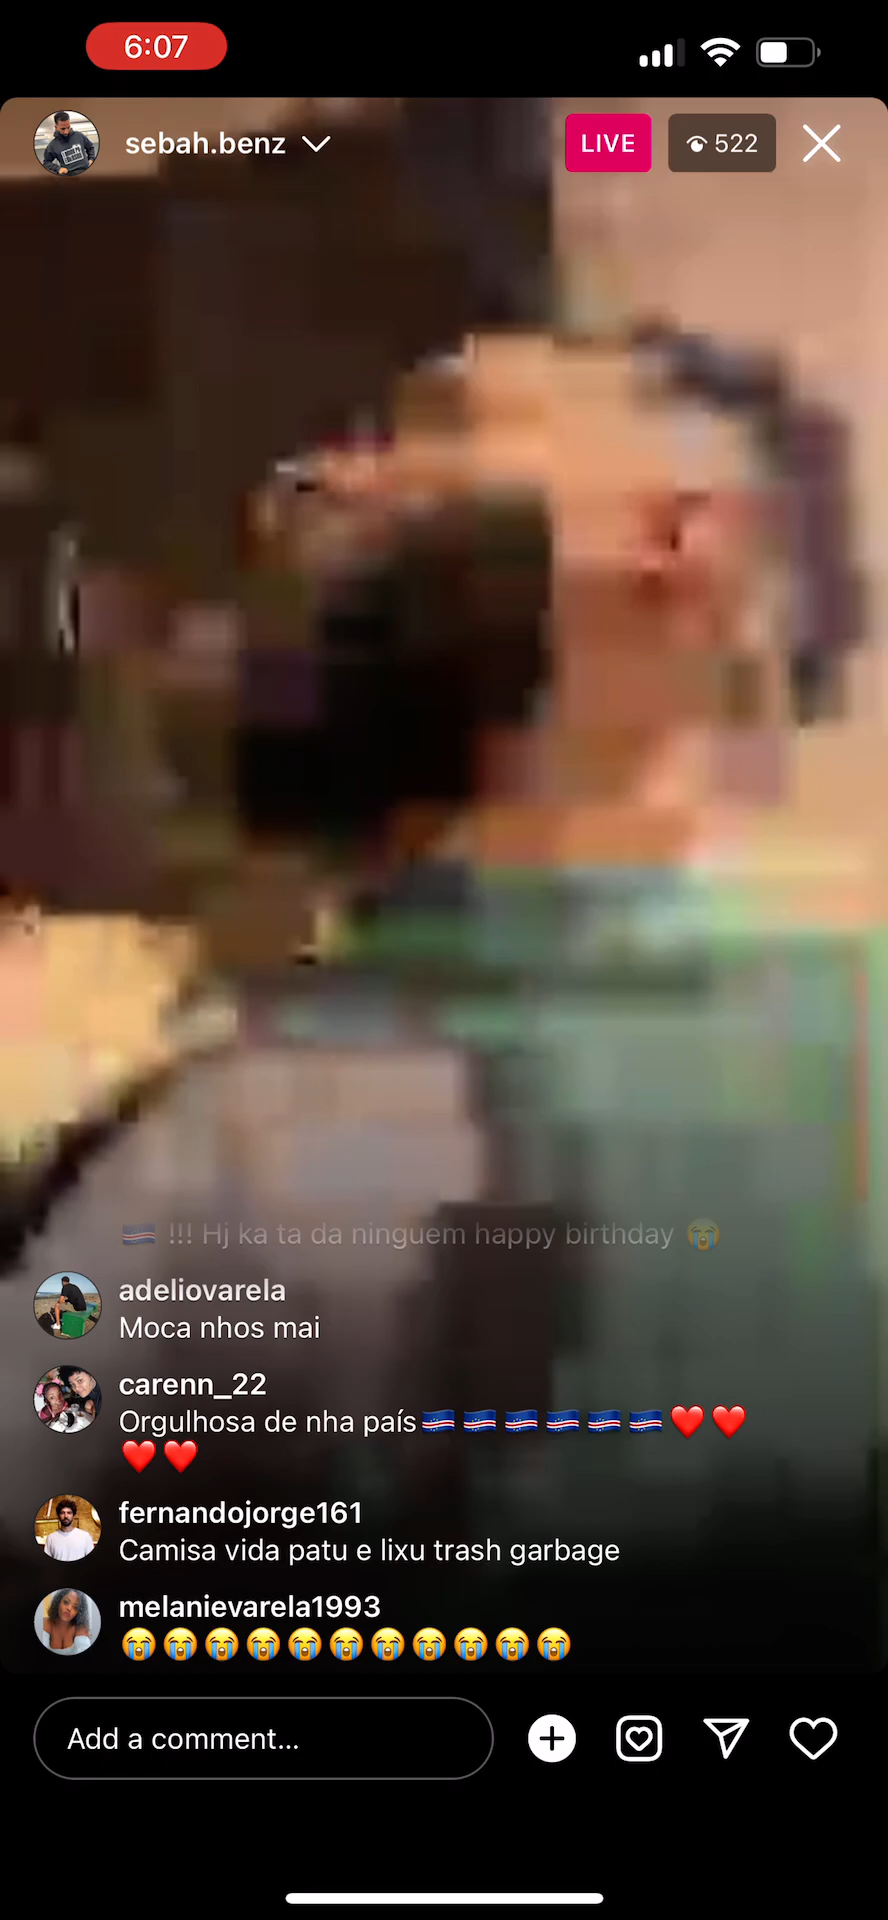 6:07
sebah.benz
LIVE
522
🇨🇻 !!! Hj ka ta da ninguem happy birthday 😭
adeliovarela
Moca nhos mai
carenn_22
Orgulhosa de nha país🇨🇻🇨🇻🇨🇻🇨🇻🇨🇻🇨🇻❤️❤️
❤️❤️
fernandojorge161
Camisa vida patu e lixu trash garbage
melanievarela1993
😭😭😭😭😭😭😭😭😭😭😭
Add a comment...